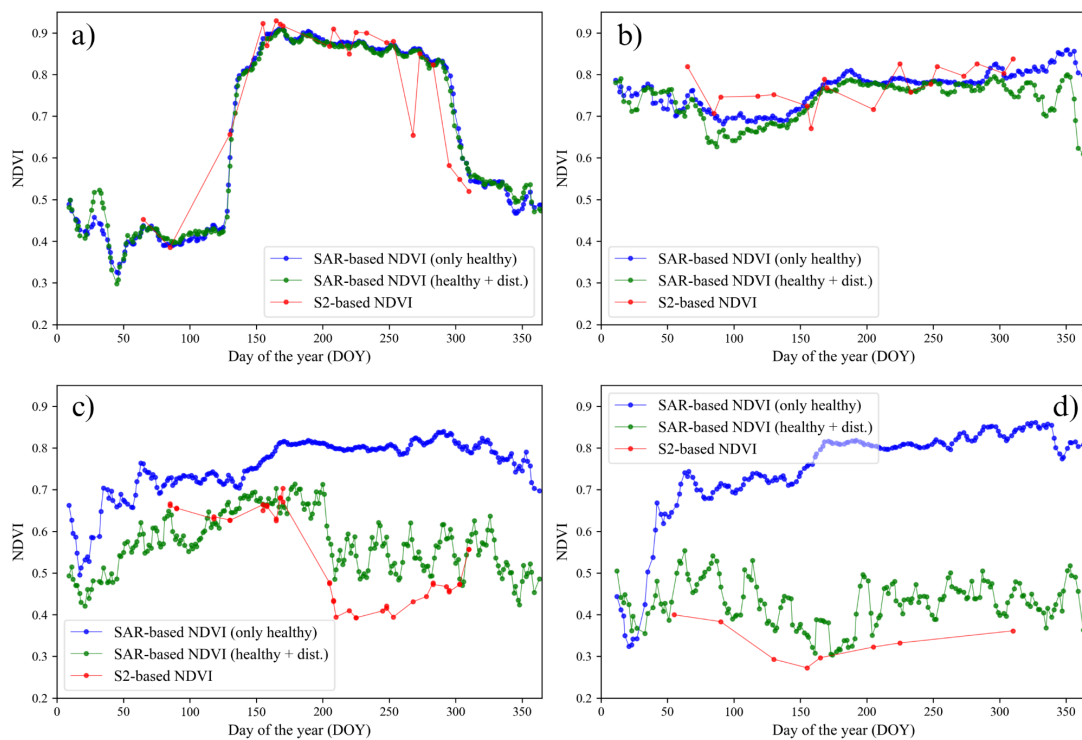 a)
0.9
0.8
0.7
0.6
0.5
0.4
0.3
0.2
NDVI
SAR-based NDVI (only healthy)
SAR-based NDVI (healthy + dist.)
S2-based NDVI
0 50 100 150 200 250 300 350
Day of the year (DOY)
b)
0.9
0.8
0.7
0.6
0.5
0.4
0.3
0.2
NDVI
SAR-based NDVI (only healthy)
SAR-based NDVI (healthy + dist.)
S2-based NDVI
0 50 100 150 200 250 300 350
Day of the year (DOY)
c)
0.9
0.8
0.7
0.6
0.5
0.4
0.3
0.2
NDVI
SAR-based NDVI (only healthy)
SAR-based NDVI (healthy + dist.)
S2-based NDVI
0 50 100 150 200 250 300 350
Day of the year (DOY)
d)
0.9
0.8
0.7
0.6
0.5
0.4
0.3
0.2
NDVI
SAR-based NDVI (only healthy)
SAR-based NDVI (healthy + dist.)
S2-based NDVI
0 50 100 150 200 250 300 350
Day of the year (DOY)